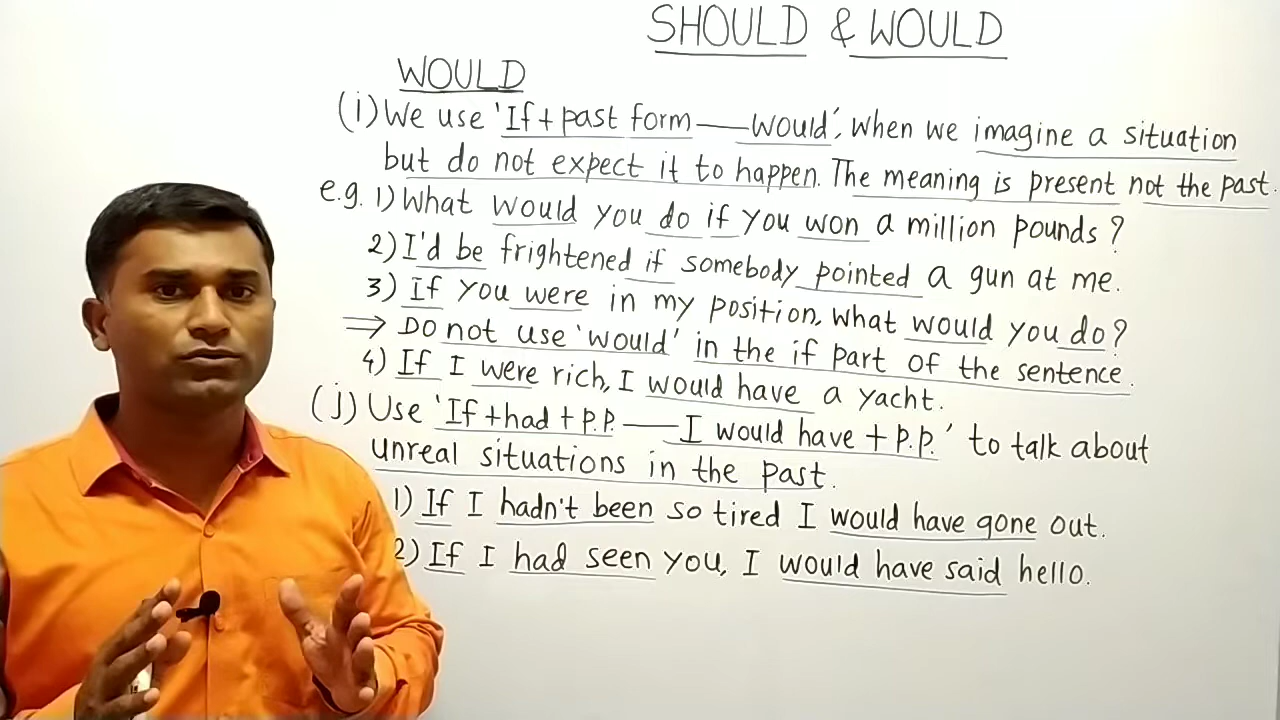 SHOULD & WOULD
WOULD
(i) We use 'If + past form — would', when we imagine a situation
but do not expect it to happen. The meaning is present not the past.
e.g. 1) What would you do if you won a million pounds?
2) I'd be frightened if somebody pointed a gun at me.
3) If you were in my position, what would you do?
⇒ Do not use 'would' in the if part of the sentence.
4) If I were rich, I would have a yacht.
(j) Use 'If + had + p.p. — I would have + p.p.' to talk about
unreal situations in the past.
1) If I hadn't been so tired I would have gone out.
2) If I had seen you, I would have said hello.